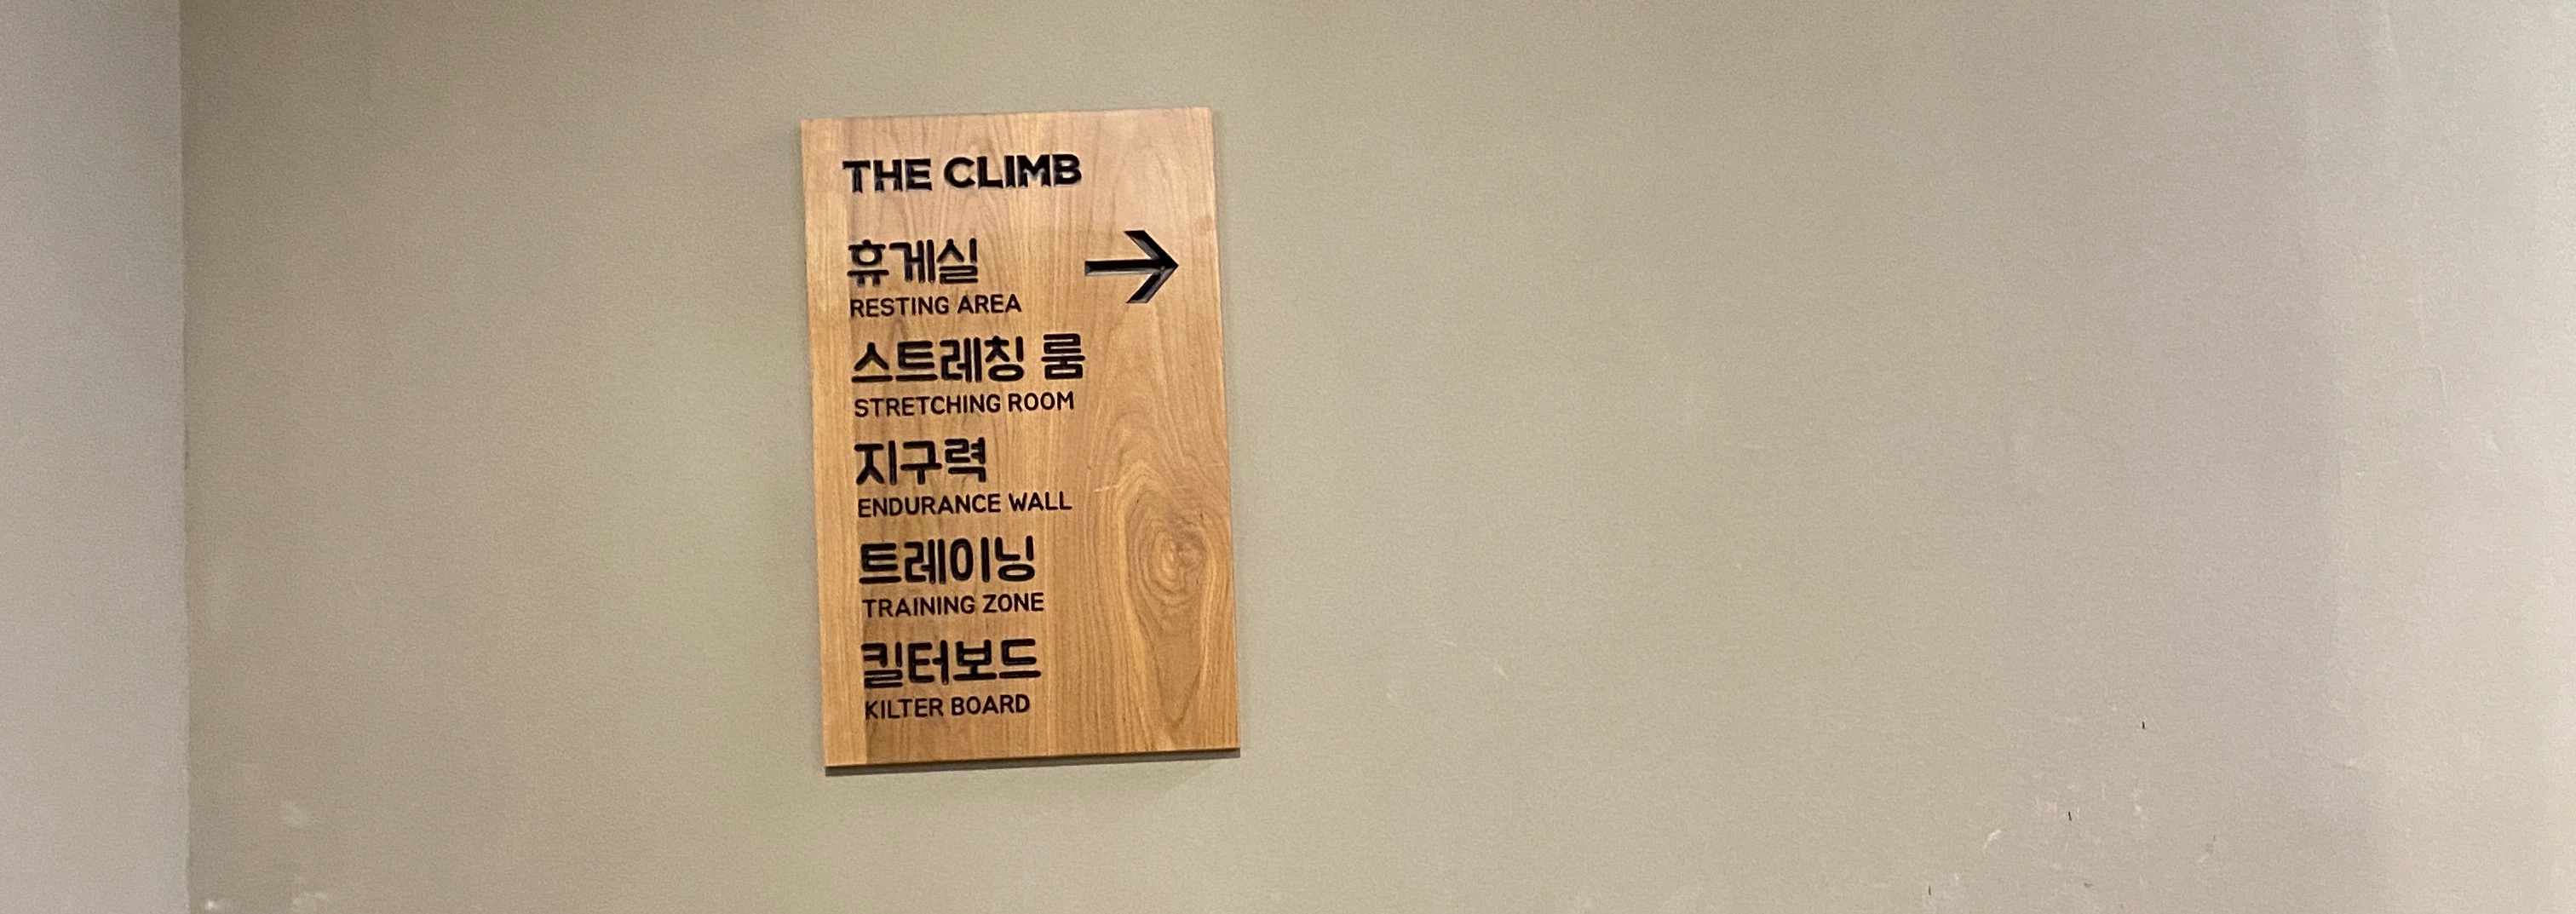 THE CLIMB
휴게실
RESTING AREA
스트레칭 룸
STRETCHING ROOM
지구력
ENDURANCE WALL
트레이닝
TRAINING ZONE
킬터보드
KILTER BOARD